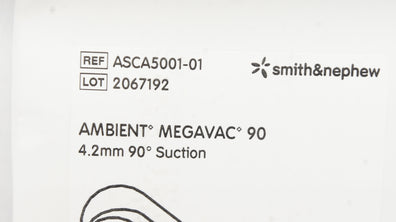 REF ASCA5001-01
smith&nephew
LOT 2067192
AMBIENT° MEGAVAC° 90
4.2mm 90° Suction